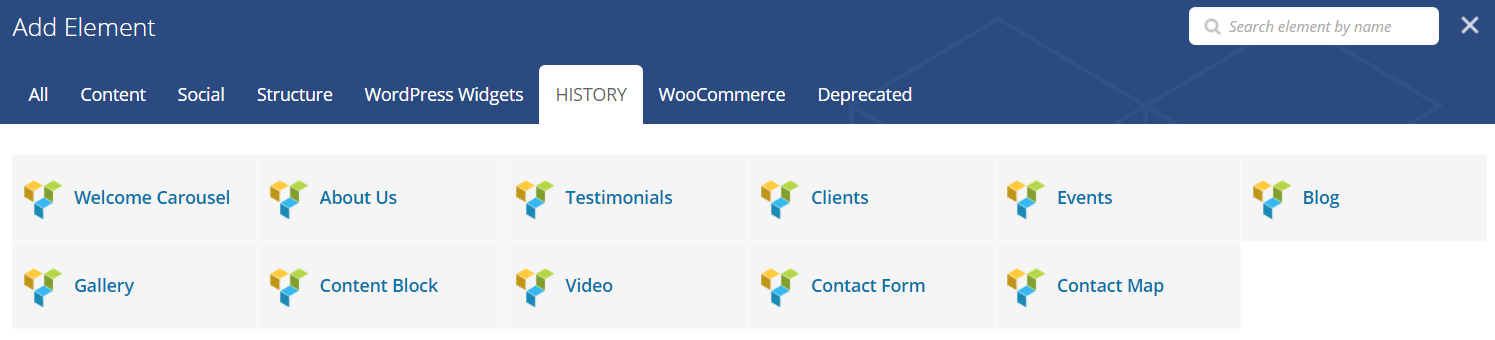 Add Element
Search element by name
All Content Social Structure WordPress Widgets HISTORY WooCommerce Deprecated
Welcome Carousel About Us Testimonials Clients Events Blog
Gallery Content Block Video Contact Form Contact Map